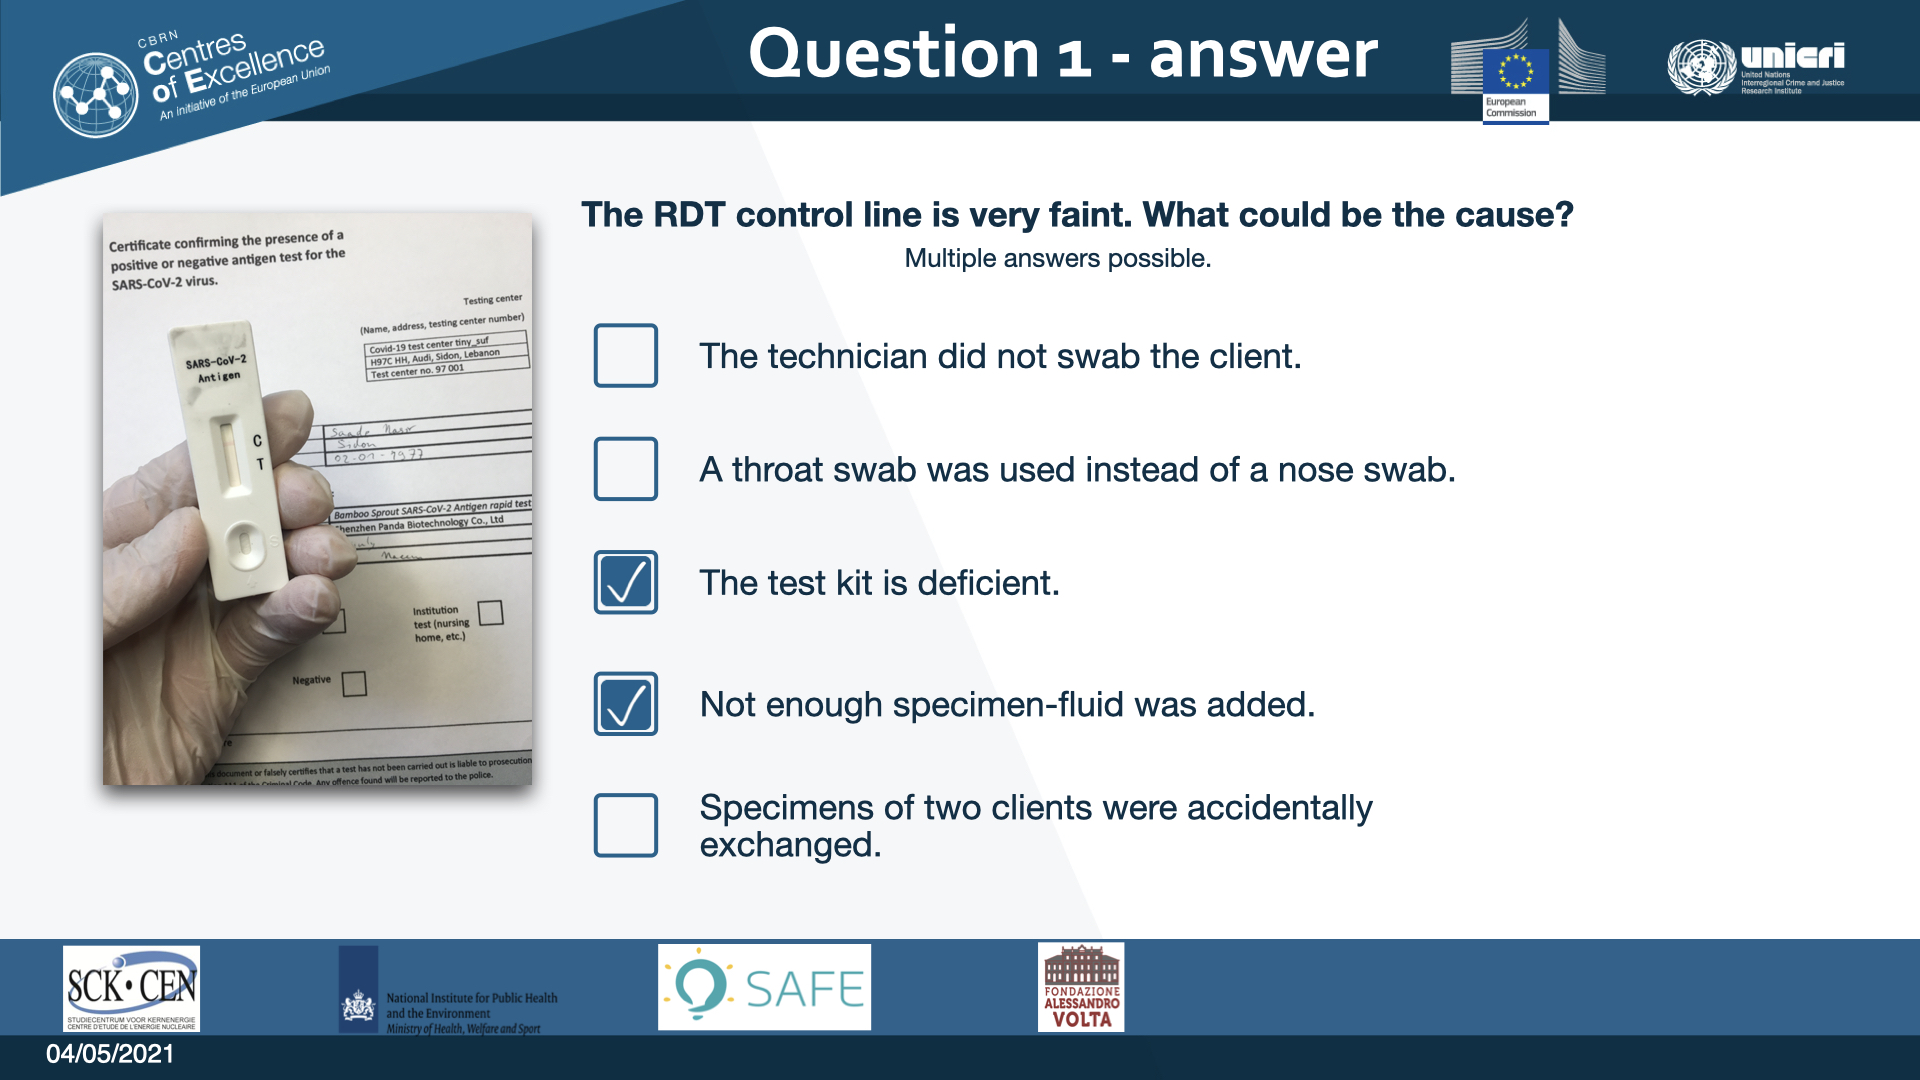 CBRN
Centres
of Excellence
An initiative of the European Union
Question 1 - answer
European
Commission
unicri
United Nations
Interregional Crime and Justice
Research Institute
The RDT control line is very faint. What could be the cause?
Multiple answers possible.
Certificate confirming the presence of a
positive or negative antigen test for the
SARS-CoV-2 virus.
Testing center
(Name, address, testing center number)
Covid-19 test center tiny_suf
H97C HH, Audi, Sidon, Lebanon
Test center no. 97 001
SARS-CoV-2
Antigen
C
T
S
Saade Nasr
Sidon
02-01-1977
Bamboo Sprout SARS-CoV-2 Antigen rapid test
Shenzhen Panda Biotechnology Co., Ltd
Institution
test (nursing
home, etc.)
Negative
document or falsely certifies that a test has not been carried out is liable to prosecution
of the Criminal Code. Any offence found will be reported to the police.
The technician did not swab the client.
A throat swab was used instead of a nose swab.
The test kit is deficient.
Not enough specimen-fluid was added.
Specimens of two clients were accidentally
exchanged.
SCK•CEN
STUDIECENTRUM VOOR KERNENERGIE
CENTRE D'ETUDE DE L'ENERGIE NUCLEAIRE
National Institute for Public Health
and the Environment
Ministry of Health, Welfare and Sport
SAFE
FONDAZIONE
ALESSANDRO
VOLTA
04/05/2021